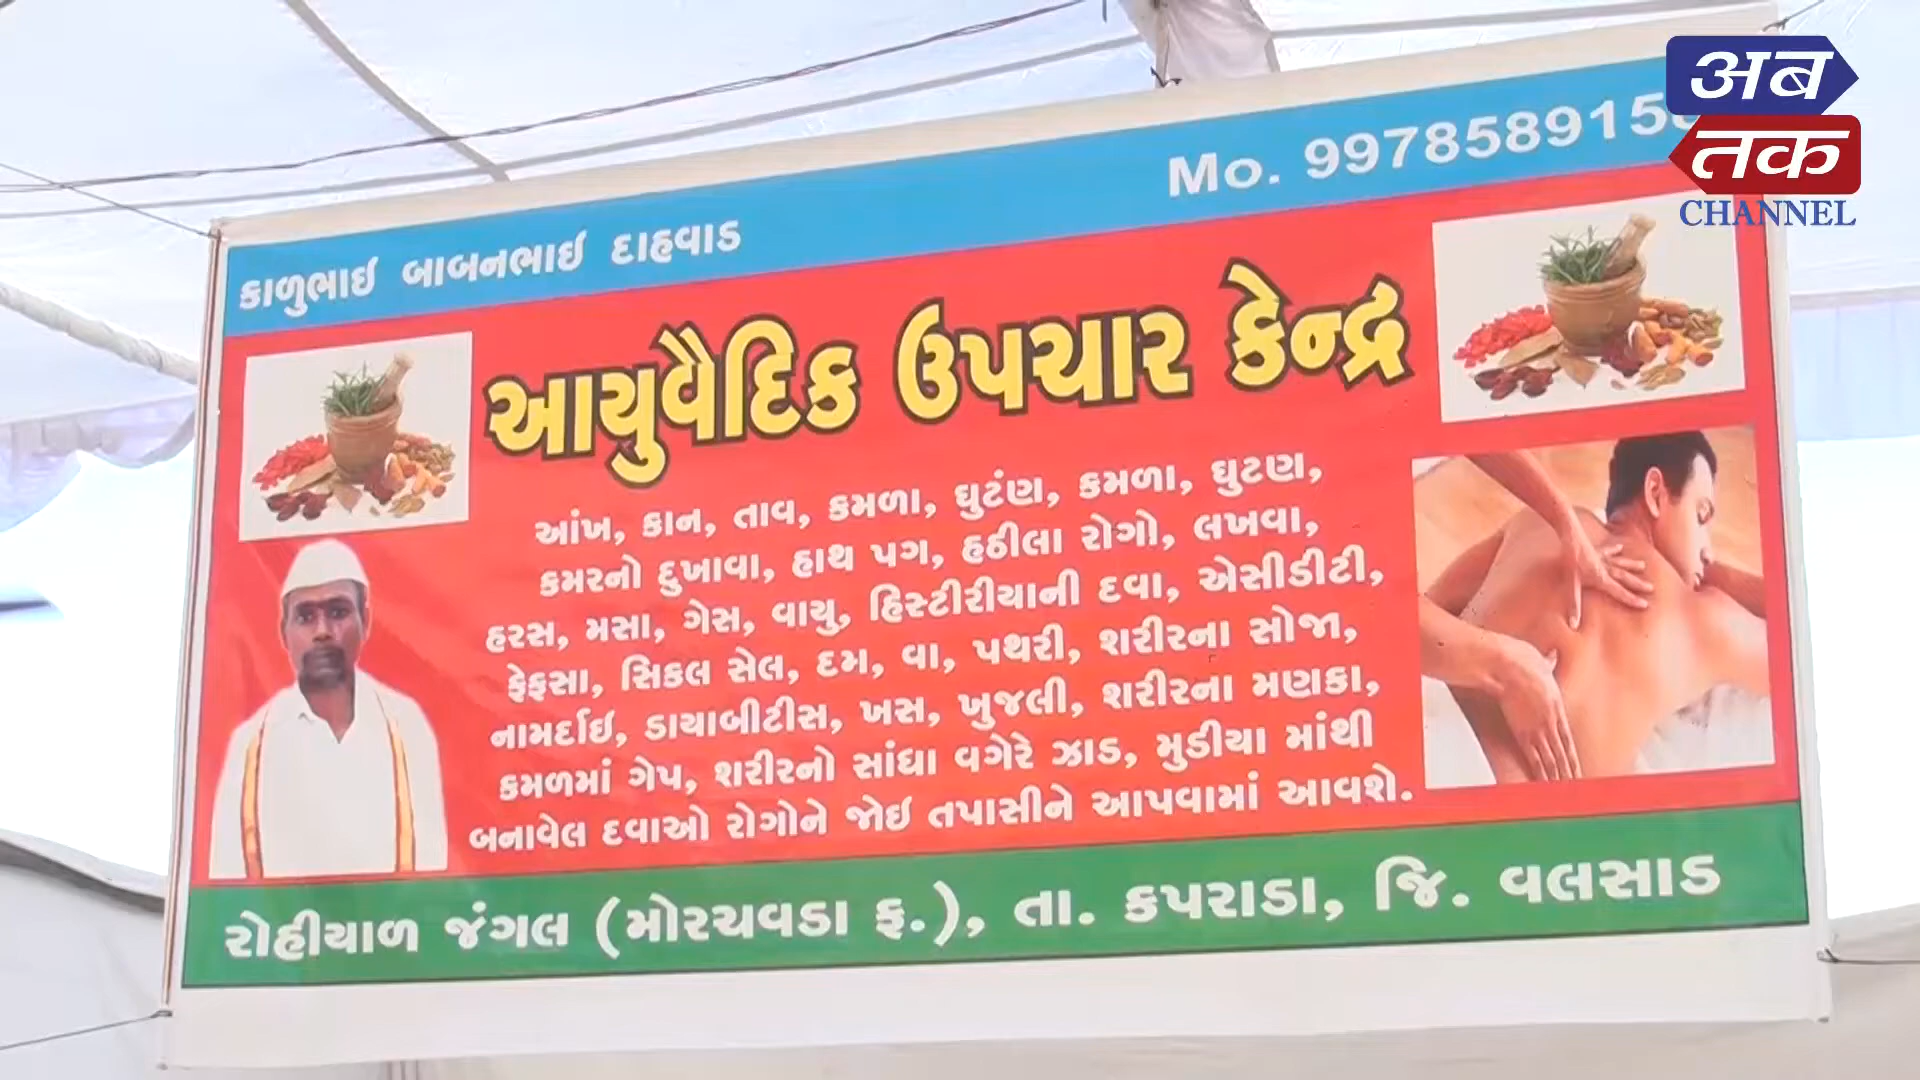 કાળુભાઈ બાબનભાઈ દાહવાડ
Mo. 997858915
अब
तक
CHANNEL
આયુવૈદિક ઉપચાર કેન્દ્ર
આંખ, કાન, તાવ, કમળા, ઘુટંણ, કમળા, ઘુટણ,
કમરનો દુખાવા, હાથ પગ, હઠીલા રોગો, લખવા,
હરસ, મસા, ગેસ, વાયુ, હિસ્ટીરીયાની દવા, એસીડીટી,
ફેફસા, સિકલ સેલ, દમ, વા, પથરી, શરીરના સોજા,
નામર્દાઇ, ડાયાબીટીસ, ખસ, ખુજલી, શરીરના મણકા,
કમળમાં ગેપ, શરીરનો સાંધા વગેરે ઝાડ, મુડીયા માંથી
બનાવેલ દવાઓ રોગોને જોઇ તપાસીને આપવામાં આવશે.
રોહીયાળ જંગલ (મોરચવડા ફ.), તા. કપરાડા, જિ. વલસાડ